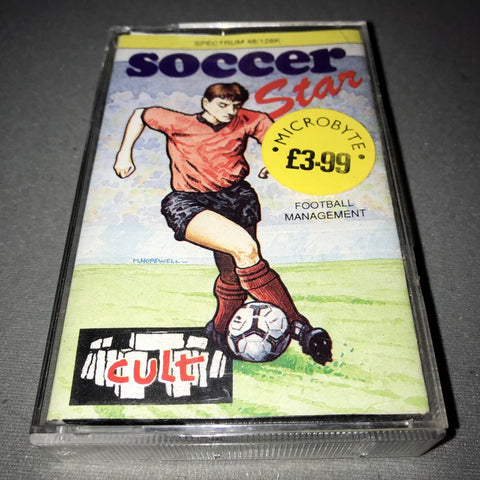 SPECTRUM 48/128K
soccer
Star
• MICROBYTE •
£3-99
FOOTBALL
MANAGEMENT
M.HOPEWELL
cult